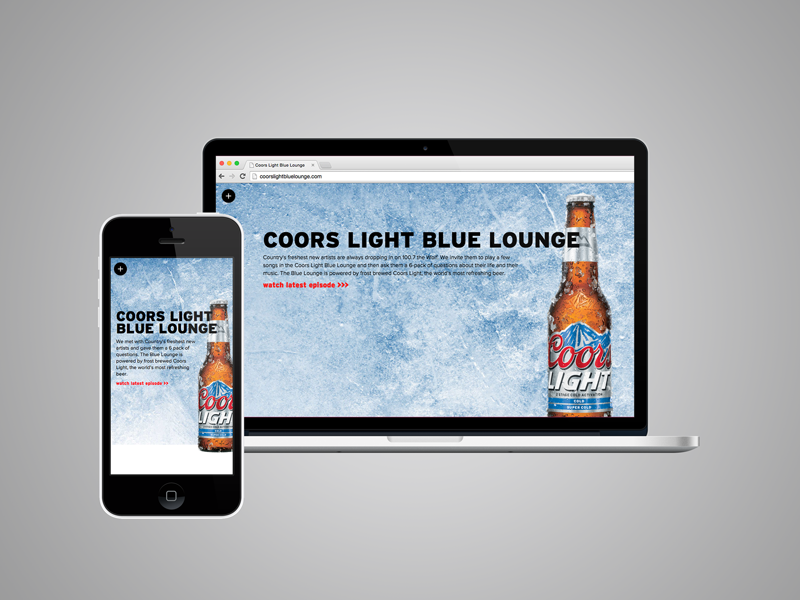 Coors Light Blue Lounge
coorslightbluelounge.com
COORS LIGHT BLUE LOUNGE
Country's freshest new artists are always dropping in on 100.7 the Wolf. We invite them to play a few
songs in the Coors Light Blue Lounge and then ask them a 6-pack of questions about their life and their
music. The Blue Lounge is powered by frost brewed Coors Light, the world's most refreshing beer.
watch latest episode >>>
Coors
LIGHT
2 STAGE COLD ACTIVATION
COLD
SUPER COLD
COORS LIGHT
BLUE LOUNGE
We met with Country's freshest new
artists and gave them a 6 pack of
questions. The Blue Lounge is
powered by frost brewed Coors
Light, the world's most refreshing
beer.
watch latest episode >>
Coors
LIGHT